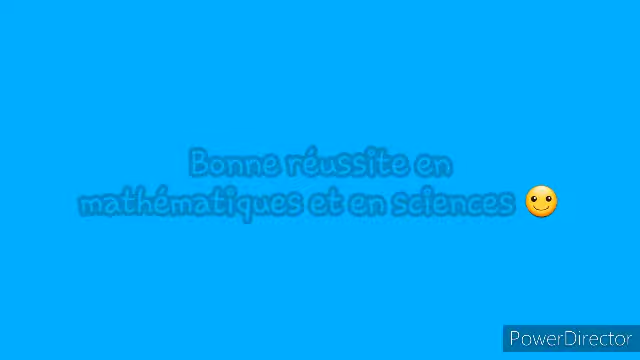 Bonne réussite en
mathématiques et en sciences 🙂
PowerDirector